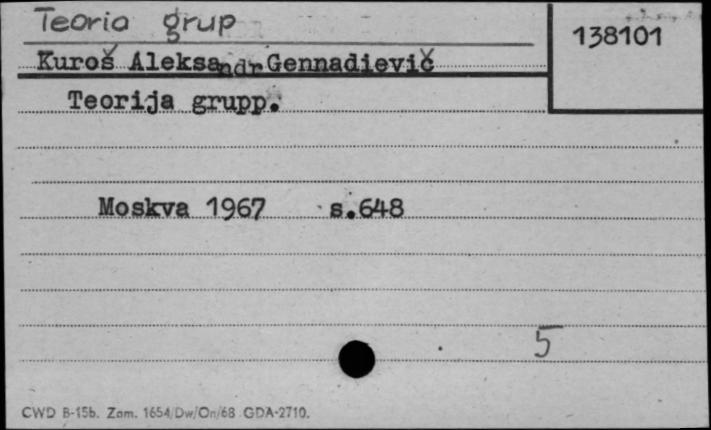 Teoria grup
138101
Kuroš Aleksandr Gennadievič
Teorija grupp.
Moskva 1967 s.648
5
CWD B-15b. Zam. 1654/Dw/On/68 GDA-2710.